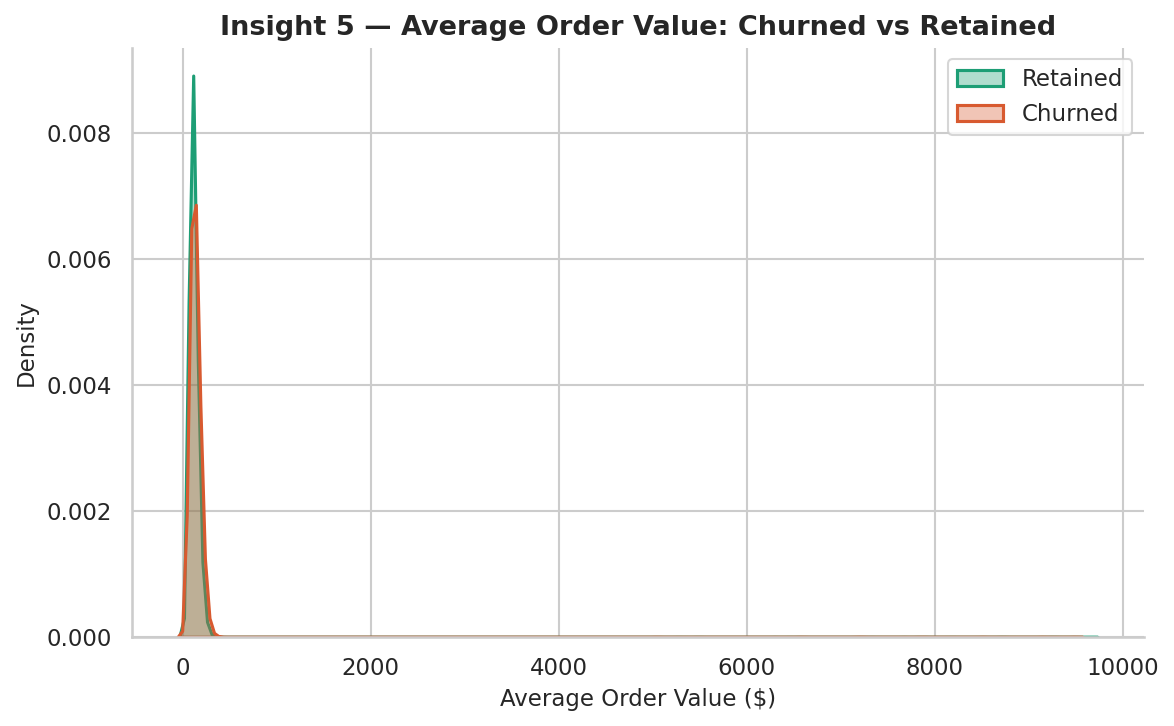 Insight 5 — Average Order Value: Churned vs Retained
Retained
Churned
Density
0.008
0.006
0.004
0.002
0.000
0 2000 4000 6000 8000 10000
Average Order Value ($)